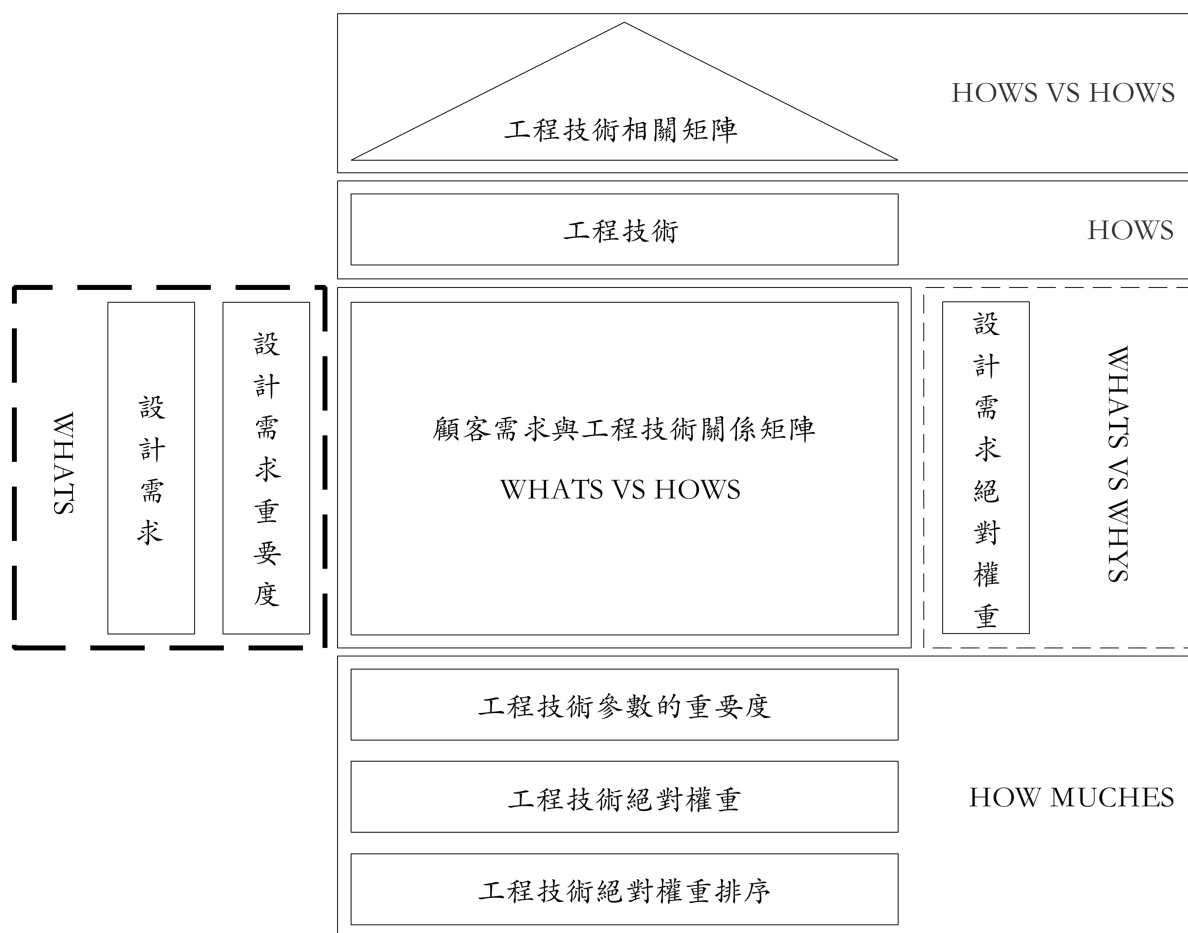 工程技術相關矩陣
HOWS VS HOWS
工程技術
HOWS
WHATS
設計需求
設計需求重要度
顧客需求與工程技術關係矩陣
WHATS VS HOWS
設計需求絕對權重
WHATS VS WHYS
工程技術參數的重要度
工程技術絕對權重
HOW MUCHES
工程技術絕對權重排序